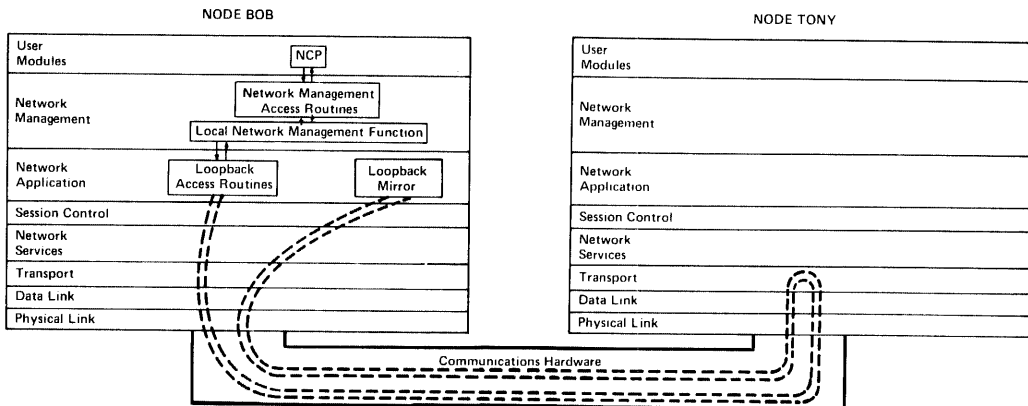 NODE BOB
User
Modules
NCP
Network
Management
Network Management
Access Routines
Local Network Management Function
Network
Application
Loopback
Access Routines
Loopback
Mirror
Session Control
Network
Services
Transport
Data Link
Physical Link
NODE TONY
User
Modules
Network
Management
Network
Application
Session Control
Network
Services
Transport
Data Link
Physical Link
Communications Hardware